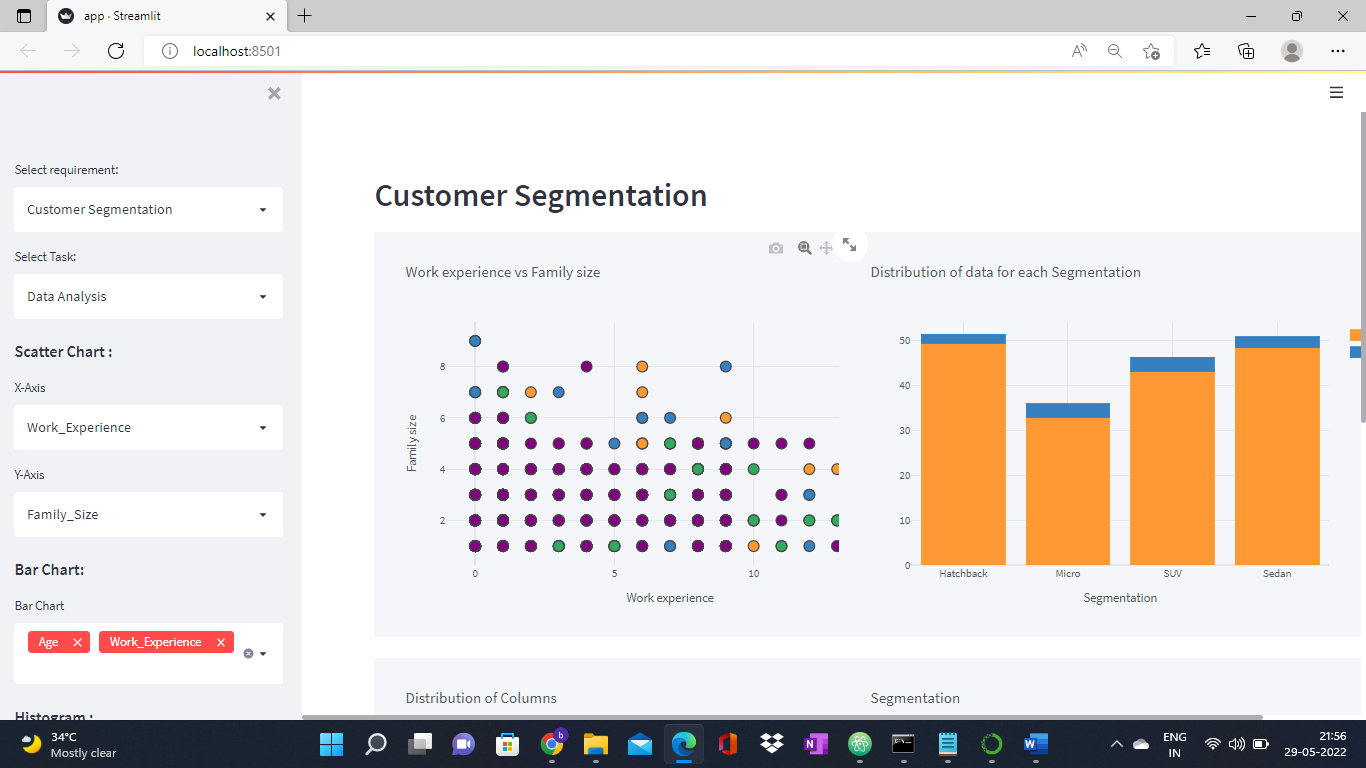 app · Streamlit
localhost:8501
Select requirement:
Customer Segmentation
Select Task:
Data Analysis
Scatter Chart :
X-Axis
Work_Experience
Y-Axis
Family_Size
Bar Chart:
Bar Chart
Age Work_Experience
Histogram :
Customer Segmentation
Work experience vs Family size
8
6
4
2
Family size
0 5 10
Work experience
Distribution of data for each Segmentation
50
40
30
20
10
0
Hatchback Micro SUV Sedan
Segmentation
Distribution of Columns
Segmentation
34°C
Mostly clear
ENG
IN
21:56
29-05-2022